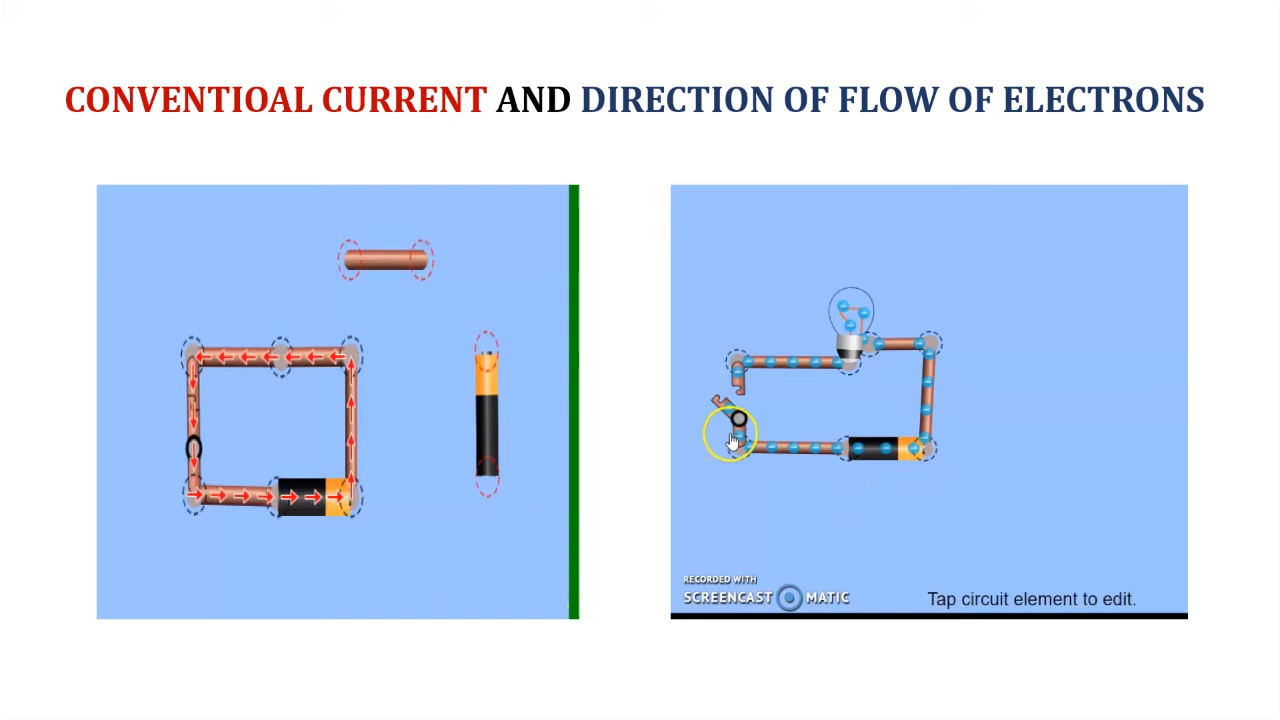 CONVENTIOAL CURRENT AND DIRECTION OF FLOW OF ELECTRONS
RECORDED WITH
SCREENCAST MATIC
Tap circuit element to edit.